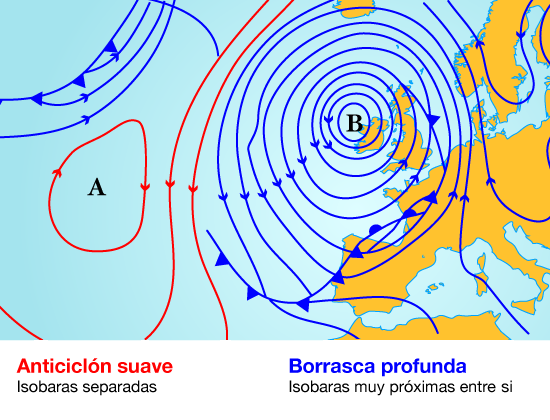 A
B
Anticiclón suave
Isobaras separadas
Borrasca profunda
Isobaras muy próximas entre si